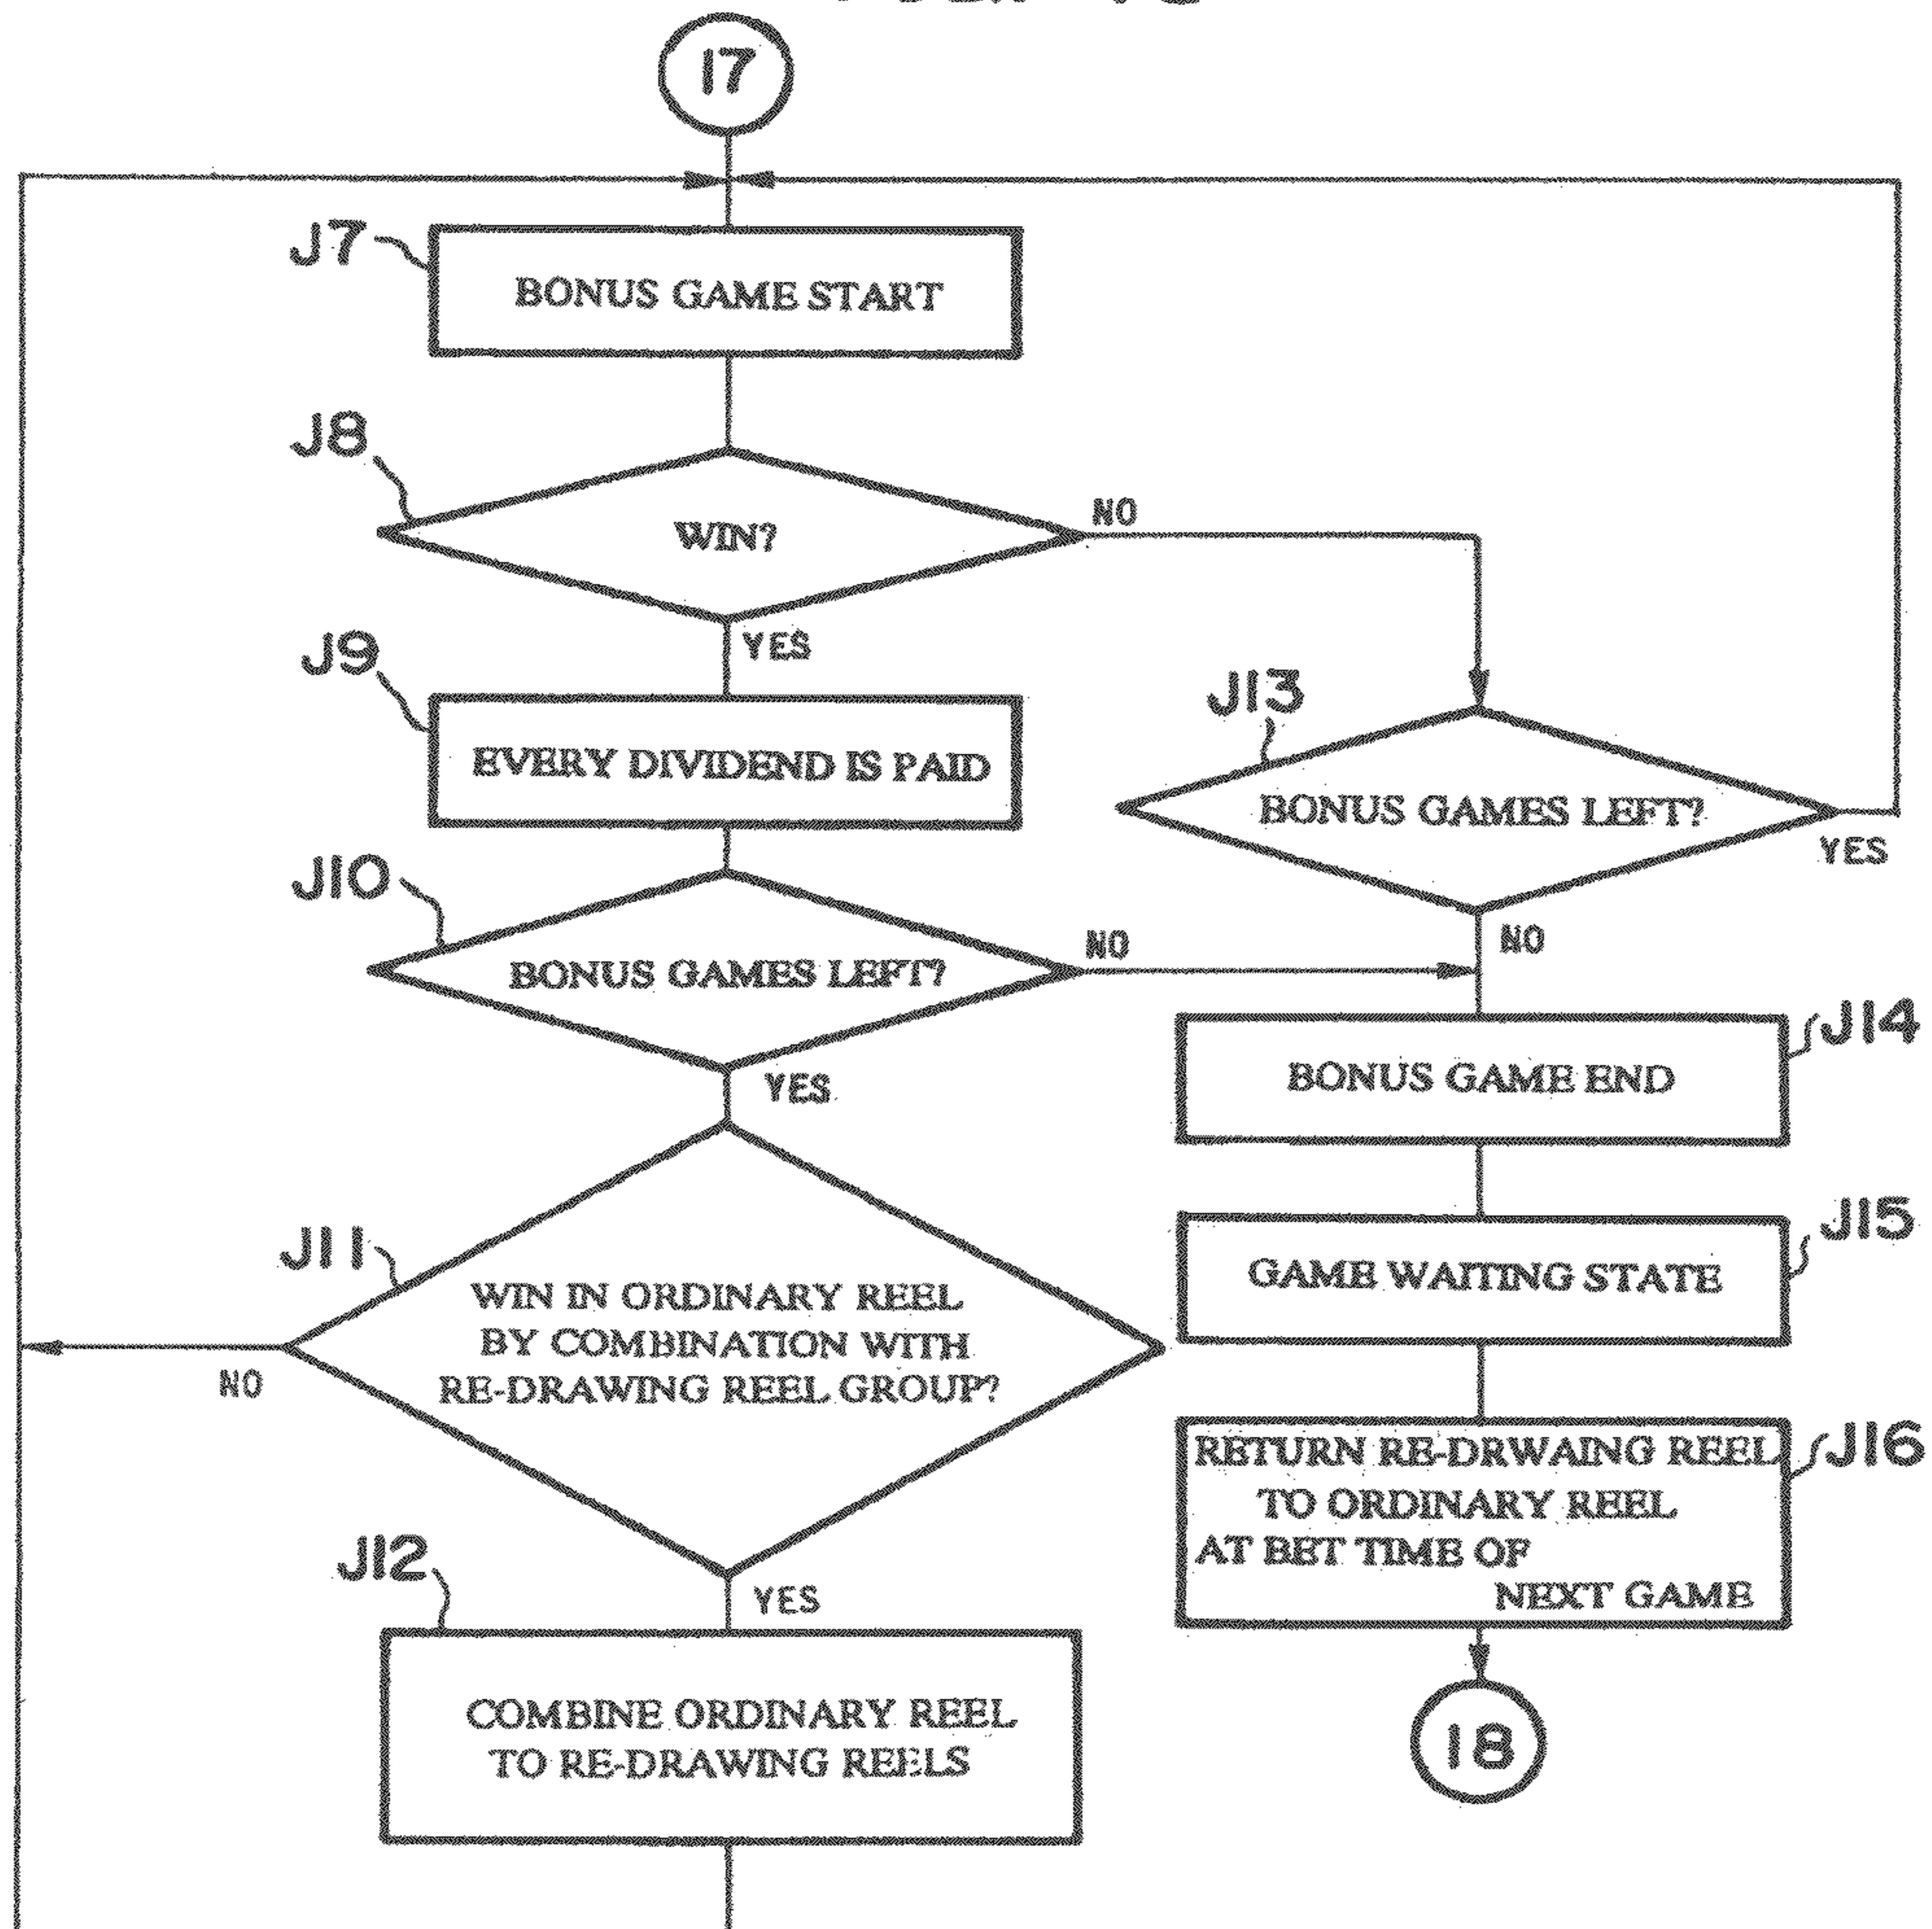 17
J7
BONUS GAME START
J8
WIN?
NO
YES
J9
EVERY DIVIDEND IS PAID
J13
BONUS GAMES LEFT?
YES
NO
J10
BONUS GAMES LEFT?
NO
YES
J14
BONUS GAME END
J11
WIN IN ORDINARY REEL
BY COMBINATION WITH
RE-DRAWING REEL GROUP?
NO
YES
J15
GAME WAITING STATE
J16
RETURN RE-DRWAING REEL
TO ORDINARY REEL
AT BET TIME OF
NEXT GAME
J12
COMBINE ORDINARY REEL
TO RE-DRAWING REELS
18